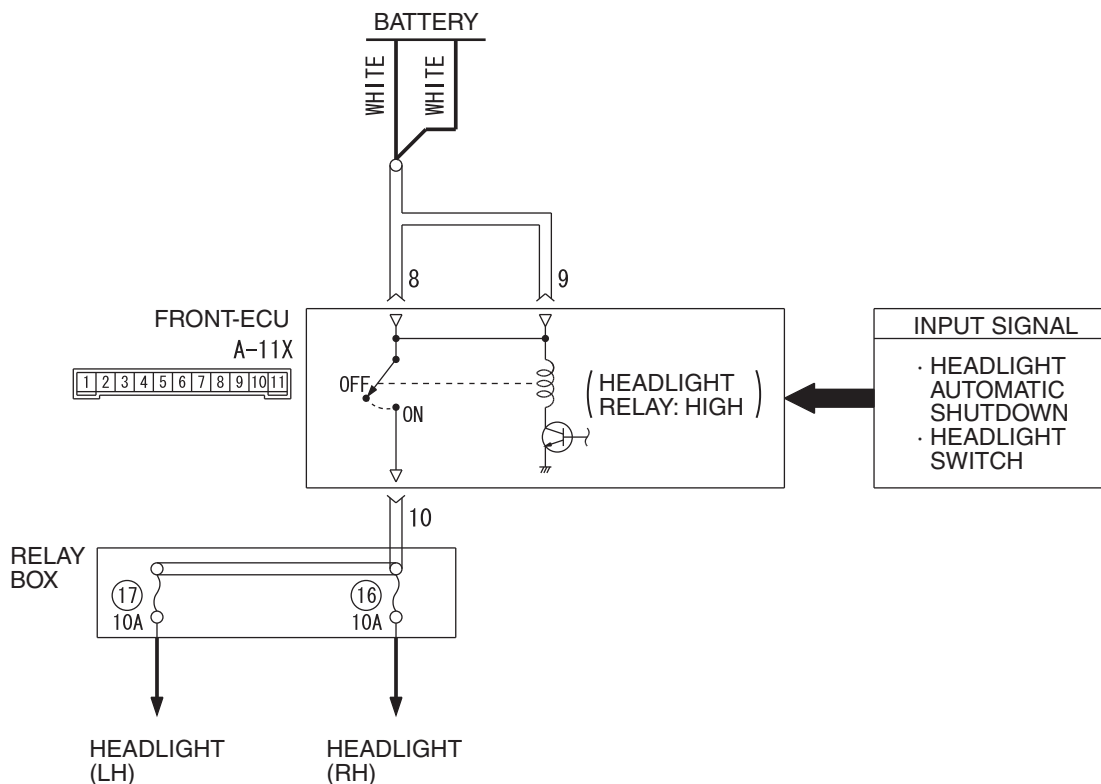 BATTERY
WHITE
WHITE
8
9
FRONT-ECU
A-11X
1 2 3 4 5 6 7 8 9 10 11
OFF
ON
(HEADLIGHT
RELAY: HIGH)
INPUT SIGNAL
· HEADLIGHT
AUTOMATIC
SHUTDOWN
· HEADLIGHT
SWITCH
10
RELAY
BOX
17
10A
16
10A
HEADLIGHT
(LH)
HEADLIGHT
(RH)